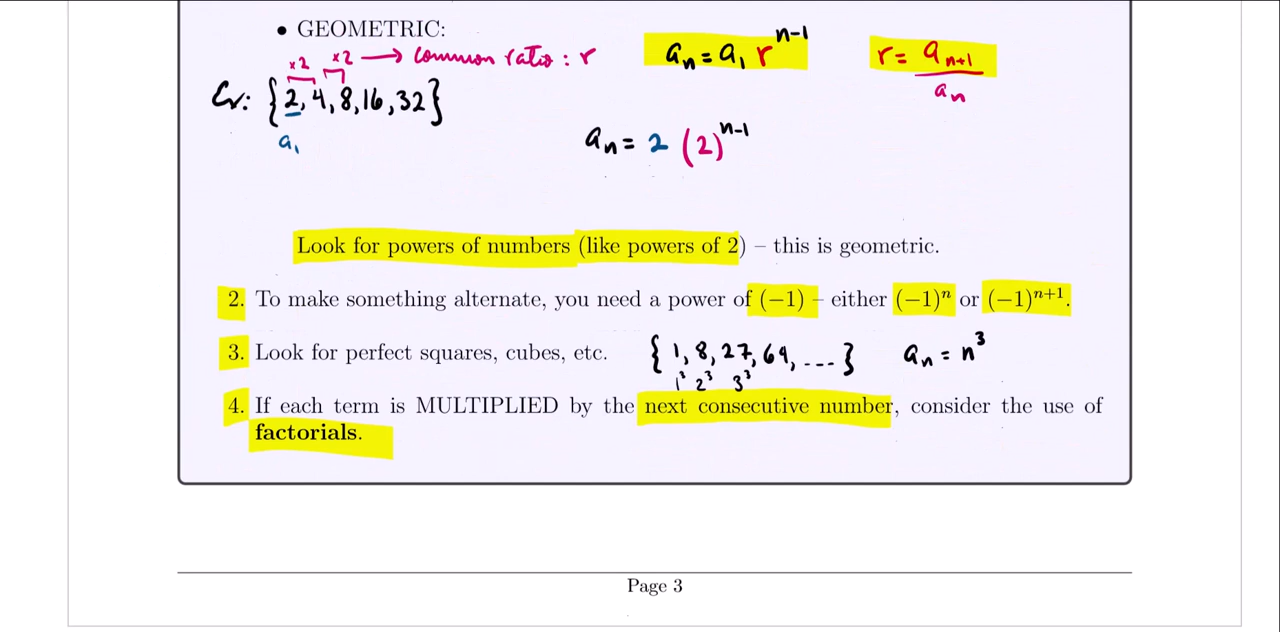 • GEOMETRIC:
×2 ×2 → common ratio : r
aₙ = a₁ rⁿ⁻¹
r = aₙ₊₁ / aₙ
Ex: {2, 4, 8, 16, 32}
a₁
aₙ = 2 (2)ⁿ⁻¹
Look for powers of numbers (like powers of 2) – this is geometric.
2. To make something alternate, you need a power of (−1) – either (−1)ⁿ or (−1)ⁿ⁺¹.
3. Look for perfect squares, cubes, etc. {1, 8, 27, 64, ....} aₙ = n³
1³ 2³ 3³
4. If each term is MULTIPLIED by the next consecutive number, consider the use of
factorials.
Page 3